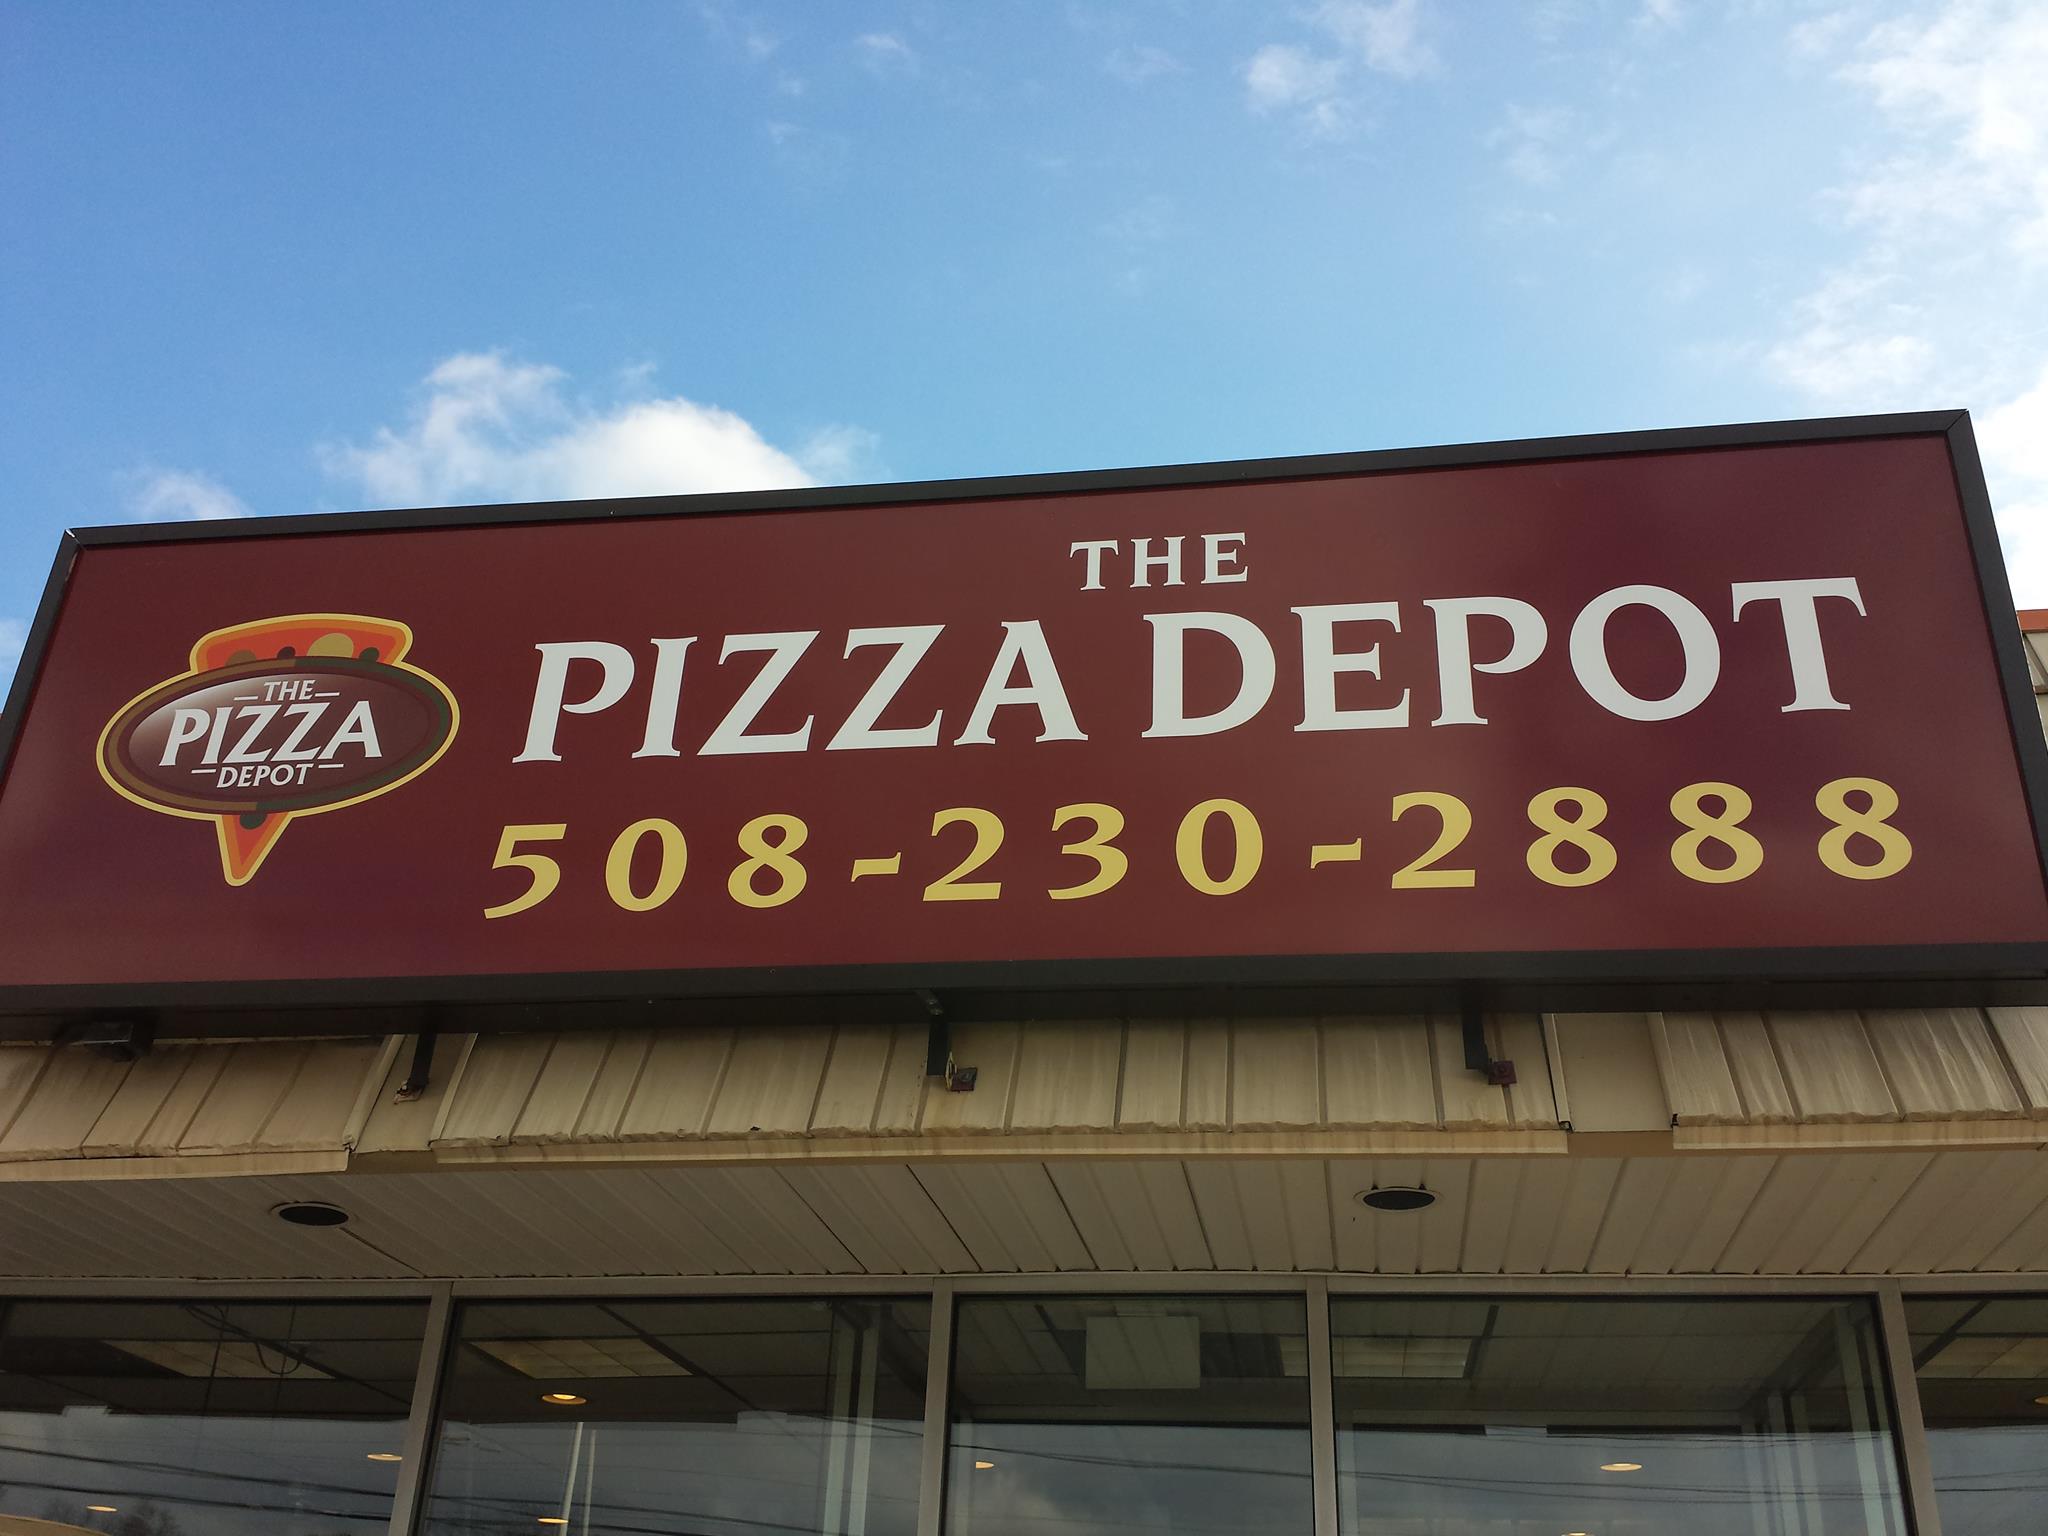 THE
PIZZA
DEPOT
THE
PIZZA DEPOT
508-230-2888